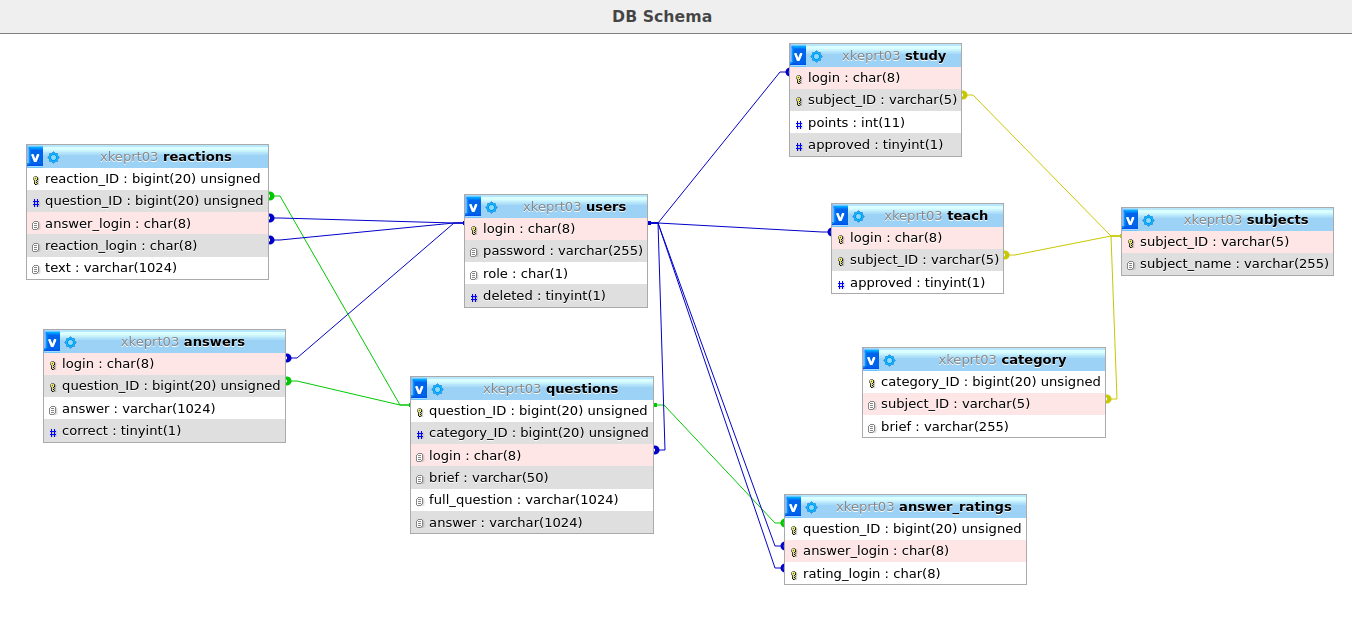 DB Schema
v xkeprt03 study
login : char(8)
subject_ID : varchar(5)
# points : int(11)
# approved : tinyint(1)
v xkeprt03 reactions
reaction_ID : bigint(20) unsigned
# question_ID : bigint(20) unsigned
answer_login : char(8)
reaction_login : char(8)
text : varchar(1024)
v xkeprt03 users
login : char(8)
password : varchar(255)
role : char(1)
# deleted : tinyint(1)
v xkeprt03 teach
login : char(8)
subject_ID : varchar(5)
# approved : tinyint(1)
v xkeprt03 subjects
subject_ID : varchar(5)
subject_name : varchar(255)
v xkeprt03 answers
login : char(8)
question_ID : bigint(20) unsigned
answer : varchar(1024)
# correct : tinyint(1)
v xkeprt03 questions
question_ID : bigint(20) unsigned
# category_ID : bigint(20) unsigned
login : char(8)
brief : varchar(50)
full_question : varchar(1024)
answer : varchar(1024)
v xkeprt03 category
category_ID : bigint(20) unsigned
subject_ID : varchar(5)
brief : varchar(255)
v xkeprt03 answer_ratings
question_ID : bigint(20) unsigned
answer_login : char(8)
rating_login : char(8)